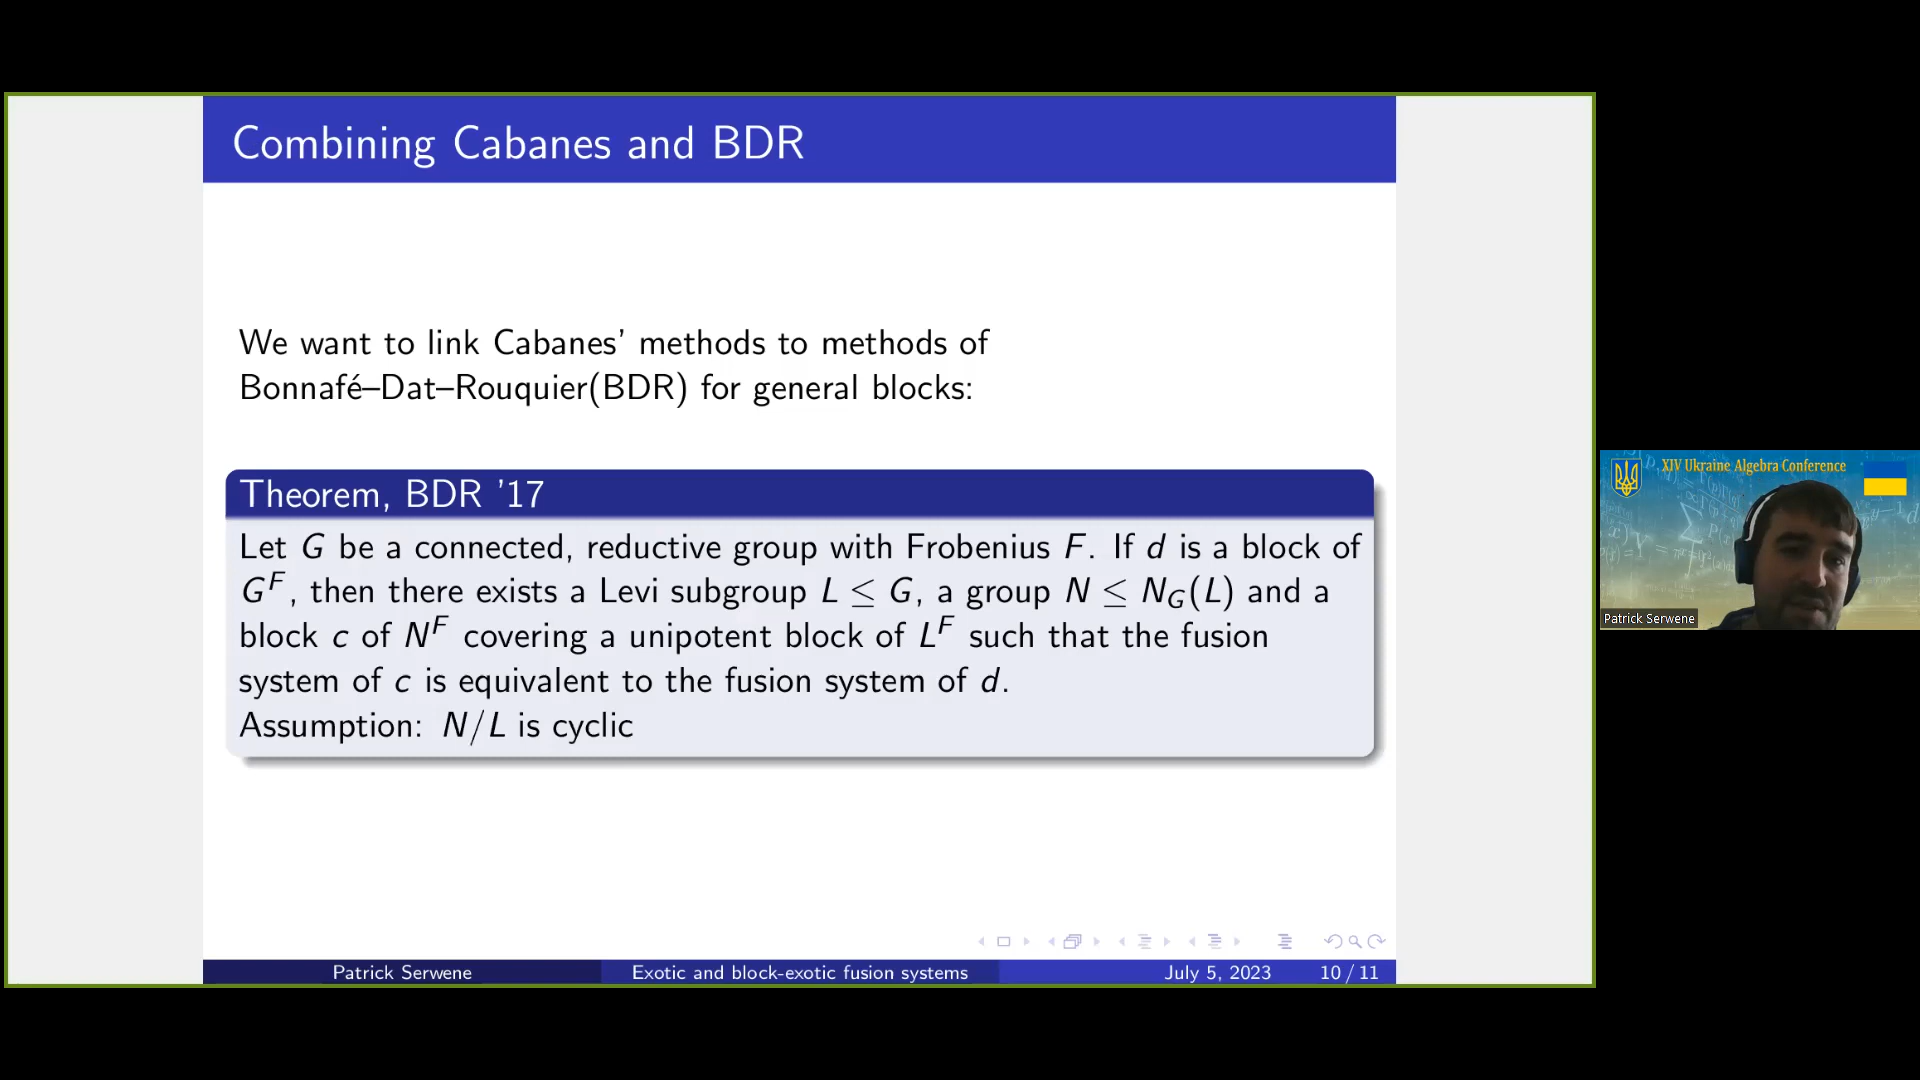 Combining Cabanes and BDR
We want to link Cabanes' methods to methods of
Bonnafé–Dat–Rouquier(BDR) for general blocks:
Theorem, BDR '17
Let G be a connected, reductive group with Frobenius F. If d is a block of
G^F, then there exists a Levi subgroup L ≤ G, a group N ≤ N_G(L) and a
block c of N^F covering a unipotent block of L^F such that the fusion
system of c is equivalent to the fusion system of d.
Assumption: N/L is cyclic
Patrick Serwene
Exotic and block-exotic fusion systems
July 5, 2023
10 / 11
XIV Ukraine Algebra Conference
Patrick Serwene